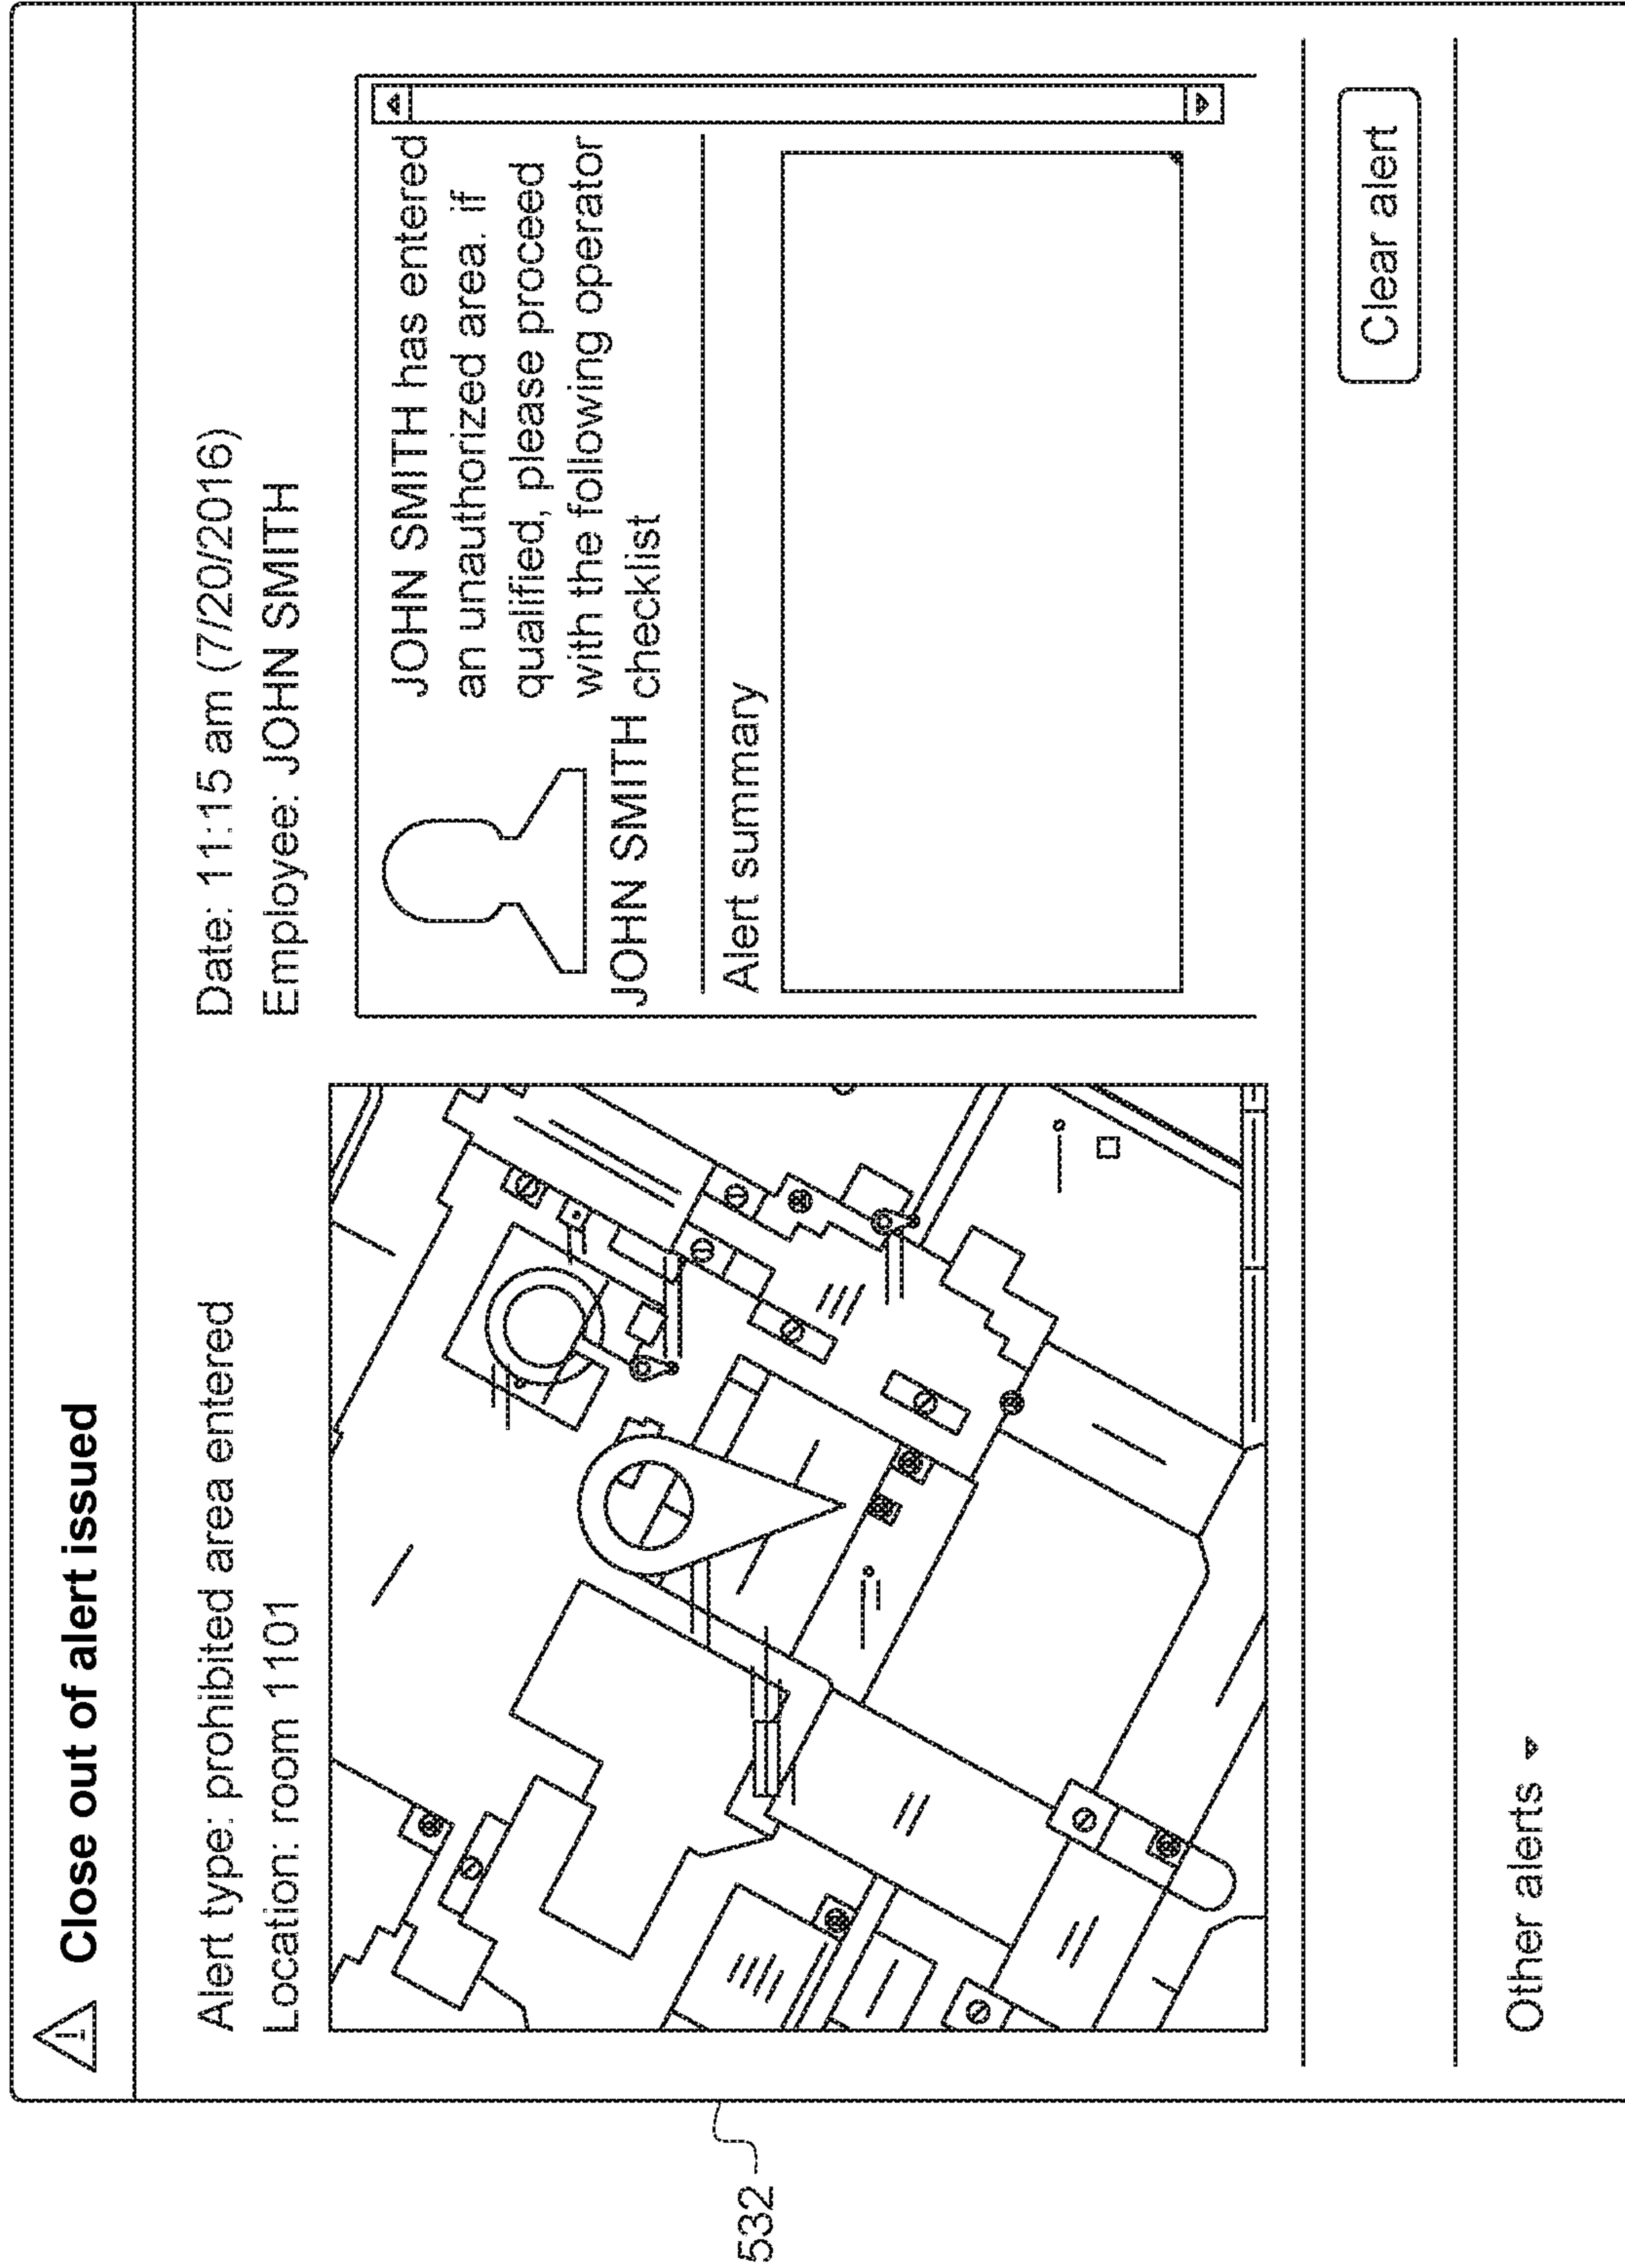 Close out of alert issued
Alert type: prohibited area entered
Location: room 1101
Date: 11:15 am (7/20/2016)
Employee: JOHN SMITH
JOHN SMITH
JOHN SMITH has entered
an unauthorized area. if
qualified, please proceed
with the following operator
checklist
Alert summary
Clear alert
Other alerts
532